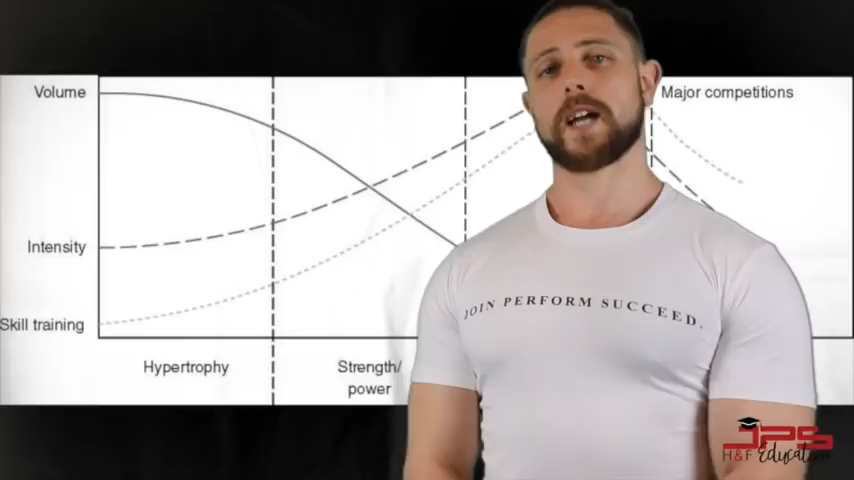 Volume
Major competitions
Intensity
Skill training
JOIN PERFORM SUCCEED.
Hypertrophy
Strength/
power
JPS
H&F Education